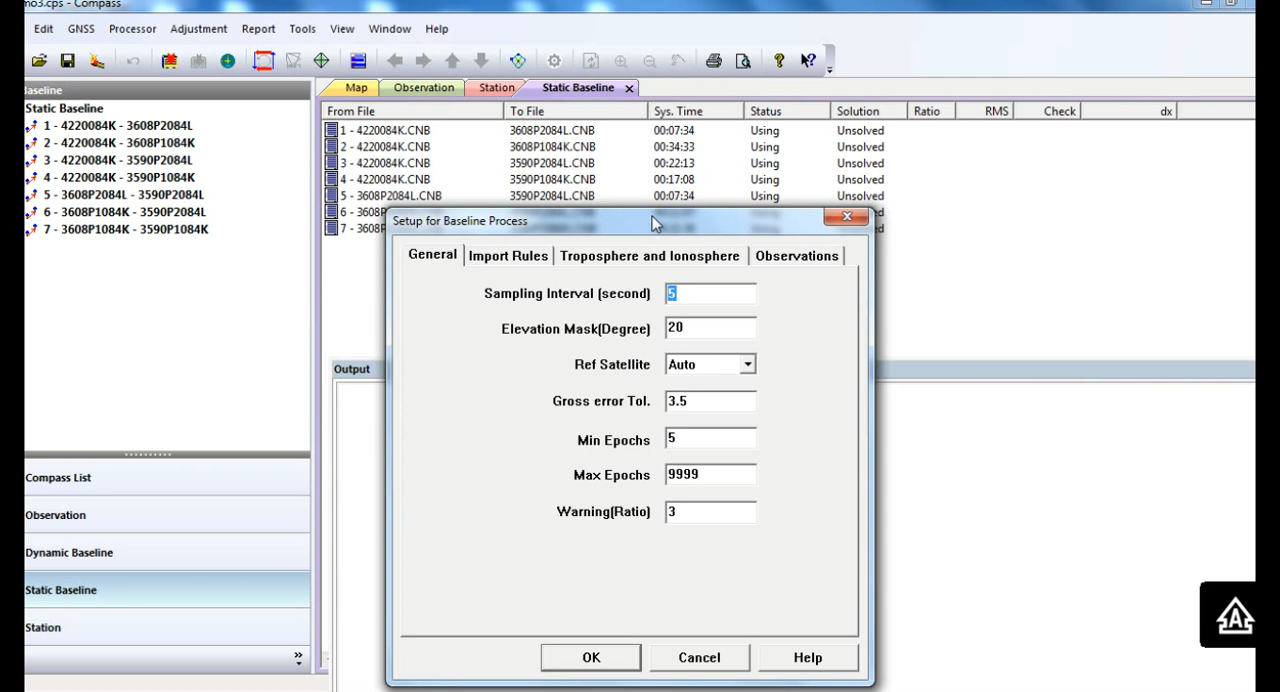 mo3.cps - Compass
Edit GNSS Processor Adjustment Report Tools View Window Help
Baseline
Static Baseline
1 - 4220084K - 3608P2084L
2 - 4220084K - 3608P1084K
3 - 4220084K - 3590P2084L
4 - 4220084K - 3590P1084K
5 - 3608P2084L - 3590P2084L
6 - 3608P1084K - 3590P2084L
7 - 3608P1084K - 3590P1084K
Compass List
Observation
Dynamic Baseline
Static Baseline
Station
Map Observation Station Static Baseline
From File To File Sys. Time Status Solution Ratio RMS Check dx
1 - 4220084K.CNB 3608P2084L.CNB 00:07:34 Using Unsolved
2 - 4220084K.CNB 3608P1084K.CNB 00:34:33 Using Unsolved
3 - 4220084K.CNB 3590P2084L.CNB 00:22:13 Using Unsolved
4 - 4220084K.CNB 3590P1084K.CNB 00:17:08 Using Unsolved
5 - 3608P2084L.CNB 3590P2084L.CNB 00:07:34 Using Unsolved
6 - 3608P
7 - 3608P
Output
Setup for Baseline Process
General Import Rules Troposphere and Ionosphere Observations
Sampling Interval (second) 5
Elevation Mask(Degree) 20
Ref Satellite Auto
Gross error Tol. 3.5
Min Epochs 5
Max Epochs 9999
Warning(Ratio) 3
OK Cancel Help
A